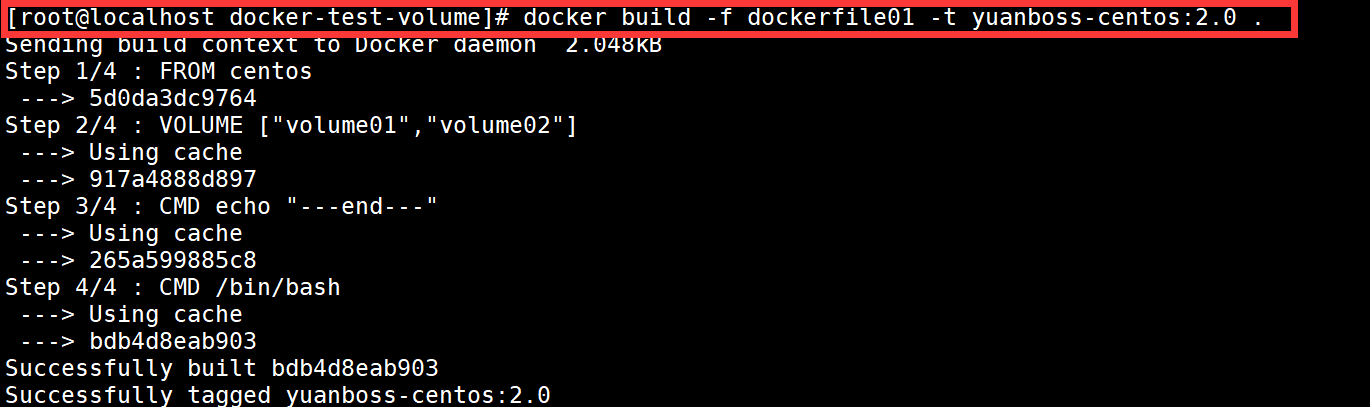 [root@localhost docker-test-volume]# docker build -f dockerfile01 -t yuanboss-centos:2.0 .
Sending build context to Docker daemon  2.048kB
Step 1/4 : FROM centos
 ---> 5d0da3dc9764
Step 2/4 : VOLUME ["volume01","volume02"]
 ---> Using cache
 ---> 917a4888d897
Step 3/4 : CMD echo "---end---"
 ---> Using cache
 ---> 265a599885c8
Step 4/4 : CMD /bin/bash
 ---> Using cache
 ---> bdb4d8eab903
Successfully built bdb4d8eab903
Successfully tagged yuanboss-centos:2.0